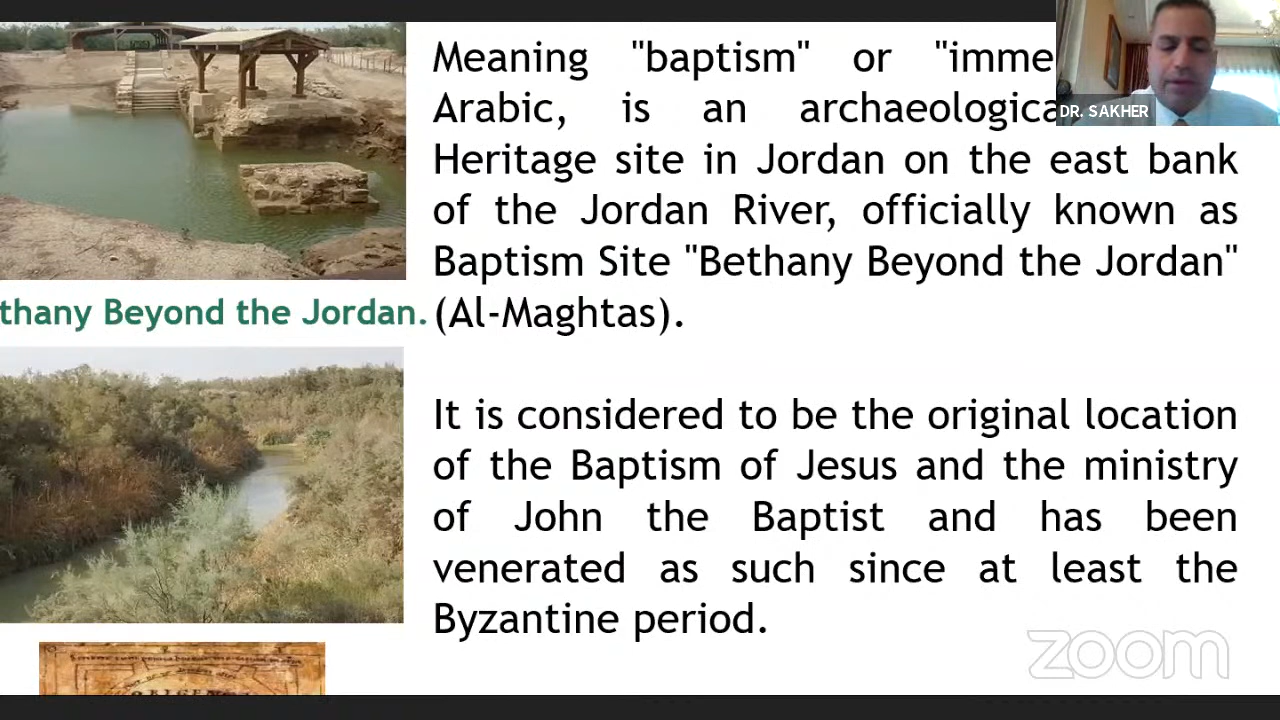 Meaning "baptism" or "imme
Arabic, is an archaeologica
Heritage site in Jordan on the east bank
of the Jordan River, officially known as
Baptism Site "Bethany Beyond the Jordan"
(Al-Maghtas).
It is considered to be the original location
of the Baptism of Jesus and the ministry
of John the Baptist and has been
venerated as such since at least the
Byzantine period.
thany Beyond the Jordan.
DR. SAKHER
zoom